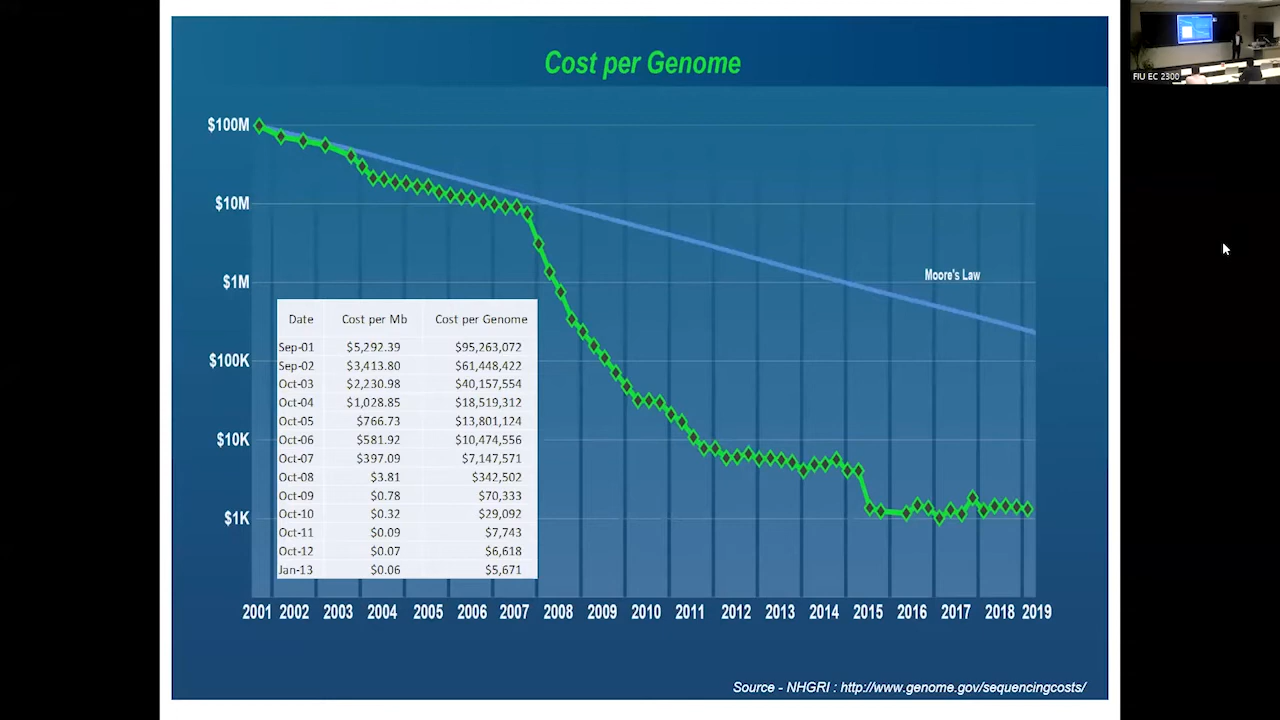 Cost per Genome
FIU EC 2300
$100M
$10M
$1M
$100K
$10K
$1K
Moore's Law
Date Cost per Mb Cost per Genome
Sep-01 $5,292.39 $95,263,072
Sep-02 $3,413.80 $61,448,422
Oct-03 $2,230.98 $40,157,554
Oct-04 $1,028.85 $18,519,312
Oct-05 $766.73 $13,801,124
Oct-06 $581.92 $10,474,556
Oct-07 $397.09 $7,147,571
Oct-08 $3.81 $342,502
Oct-09 $0.78 $70,333
Oct-10 $0.32 $29,092
Oct-11 $0.09 $7,743
Oct-12 $0.07 $6,618
Jan-13 $0.06 $5,671
2001 2002 2003 2004 2005 2006 2007 2008 2009 2010 2011 2012 2013 2014 2015 2016 2017 2018 2019
Source - NHGRI : http://www.genome.gov/sequencingcosts/